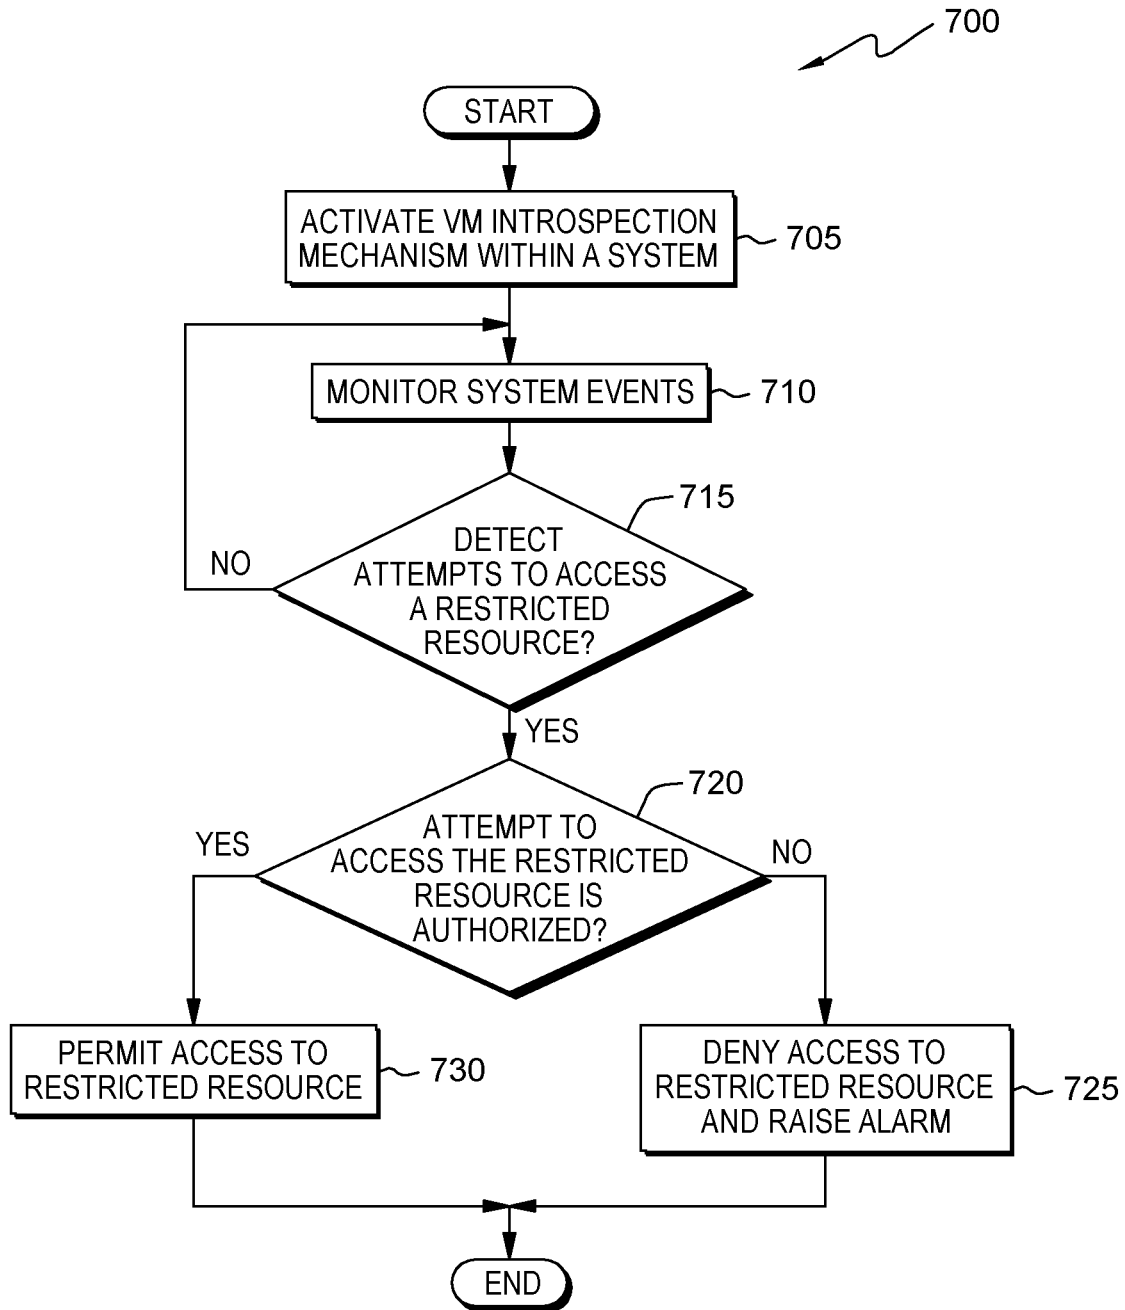 700
START
ACTIVATE VM INTROSPECTION
MECHANISM WITHIN A SYSTEM
705
MONITOR SYSTEM EVENTS
710
715
DETECT
ATTEMPTS TO ACCESS
A RESTRICTED
RESOURCE?
NO
YES
720
ATTEMPT TO
ACCESS THE RESTRICTED
RESOURCE IS
AUTHORIZED?
YES
NO
PERMIT ACCESS TO
RESTRICTED RESOURCE
730
DENY ACCESS TO
RESTRICTED RESOURCE
AND RAISE ALARM
725
END